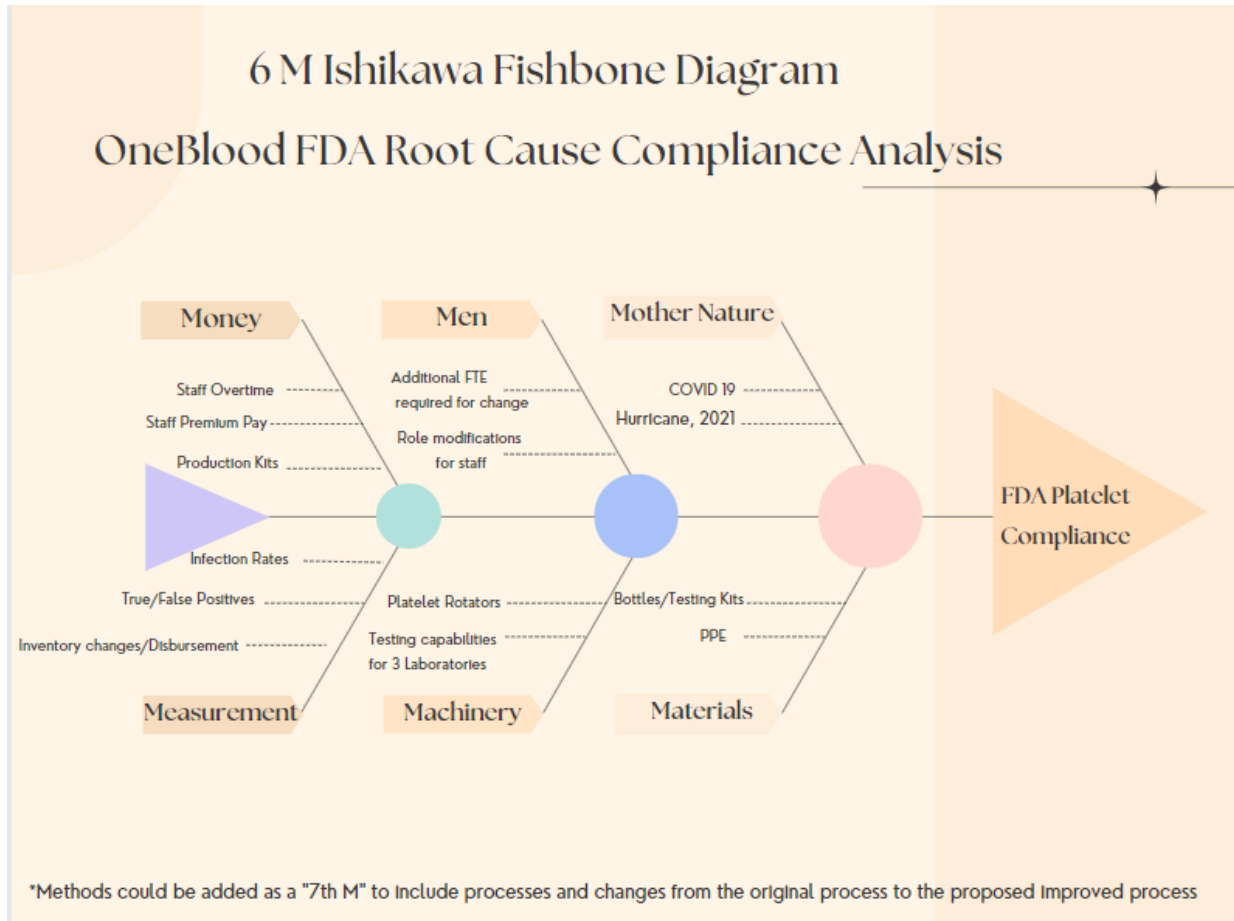 6 M Ishikawa Fishbone Diagram
OneBlood FDA Root Cause Compliance Analysis
Money
Men
Mother Nature
Staff Overtime
Staff Premium Pay
Production Kits
Additional FTE
required for change
Role modifications
for staff
COVID 19
Hurricane, 2021
FDA Platelet
Compliance
Infection Rates
True/False Positives
Inventory changes/Disbursement
Platelet Rotators
Testing capabilities
for 3 Laboratories
Bottles/Testing Kits
PPE
Measurement
Machinery
Materials
*Methods could be added as a "7th M" to include processes and changes from the original process to the proposed improved process